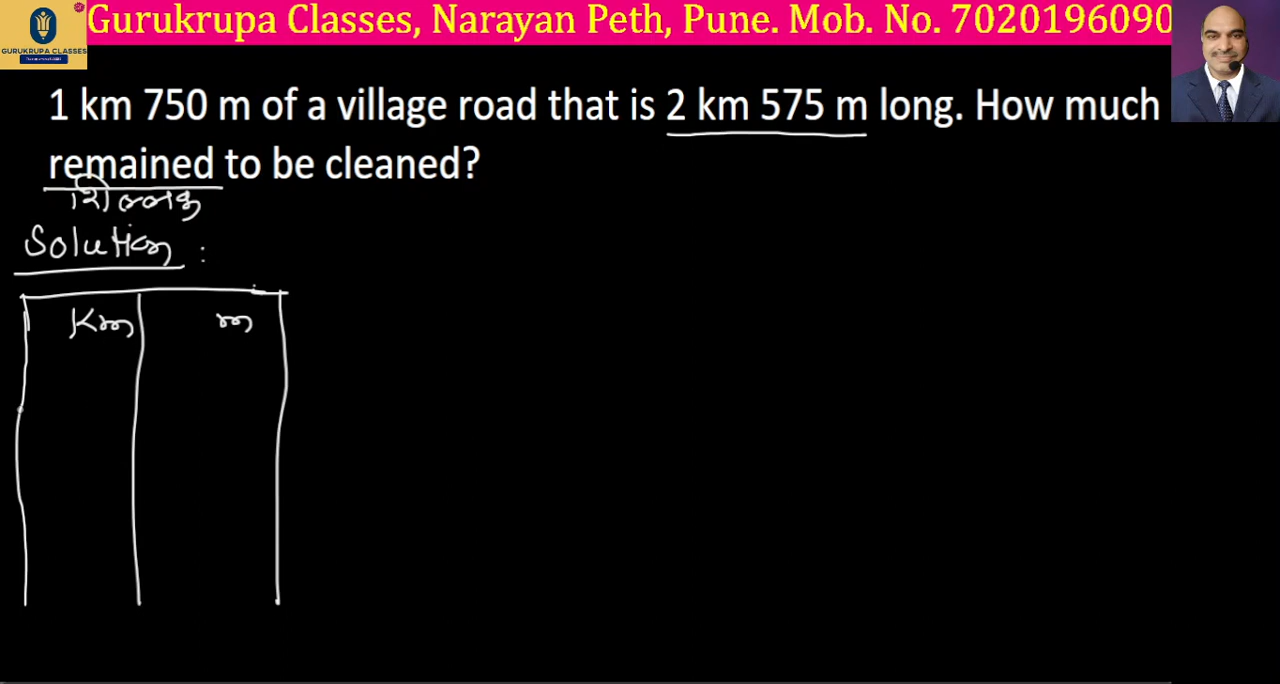 Gurukrupa Classes, Narayan Peth, Pune. Mob. No. 7020196090
GURUKRUPA CLASSES
1 km 750 m of a village road that is 2 km 575 m long. How much
remained to be cleaned?
शिल्लक
Solution :
Km m